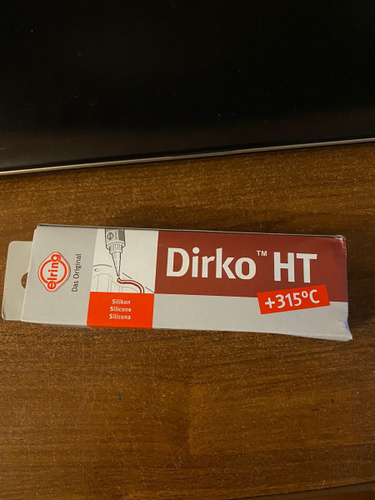 elring
Das Original
Silikon
Silicone
Silicona
Dirko™ HT
+315°C